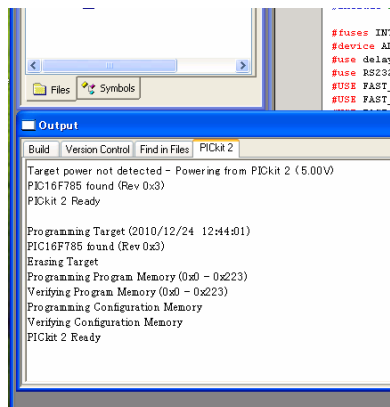 #fuses INT
#device AD
#use delay
#use RS232
#USE FAST_
#USE FAST_
Files
Symbols
Output
Build Version Control Find in Files PICkit 2
Target power not detected - Powering from PICkit 2 ( 5.00V)
PIC16F785 found (Rev 0x3)
PICkit 2 Ready
Programming Target (2010/12/24 12:44:01)
PIC16F785 found (Rev 0x3)
Erasing Target
Programming Program Memory (0x0 - 0x223)
Verifying Program Memory (0x0 - 0x223)
Programming Configuration Memory
Verifying Configuration Memory
PICkit 2 Ready